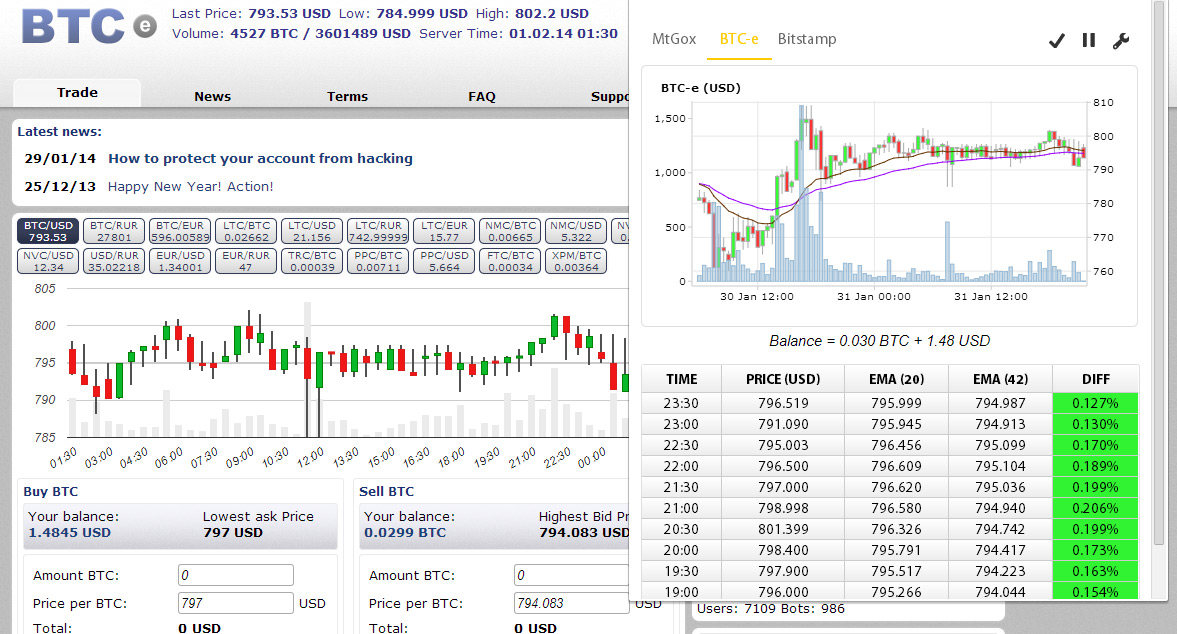 BTC e
Last Price: 793.53 USD Low: 784.999 USD High: 802.2 USD
Volume: 4527 BTC / 3601489 USD Server Time: 01.02.14 01:30
Trade News Terms FAQ Suppo
Latest news:
29/01/14 How to protect your account from hacking
25/12/13 Happy New Year! Action!
BTC/USD BTC/RUR BTC/EUR LTC/BTC LTC/USD LTC/RUR LTC/EUR NMC/BTC NMC/USD NV
793.53 27801 596.00589 0.02662 21.156 742.99999 15.77 0.00665 5.322 0.
NVC/USD USD/RUR EUR/USD EUR/RUR TRC/BTC PPC/BTC PPC/USD FTC/BTC XPM/BTC
12.34 35.02218 1.34001 47 0.00039 0.00711 5.664 0.00034 0.00364
805
800
795
790
785
01:30 03:00 04:30 06:00 07:30 09:00 10:30 12:00 13:30 15:00 16:30 18:00 19:30 21:00 22:30 00:00
Buy BTC
Your balance: Lowest ask Price
1.4845 USD 797 USD
Amount BTC: 0
Price per BTC: 797 USD
Total: 0 USD
Sell BTC
Your balance: Highest Bid Pr
0.0299 BTC 794.083 USD
Amount BTC: 0
Price per BTC: 794.083 USD
Total: 0 USD
MtGox BTC-e Bitstamp
BTC-e (USD)
1,500
1,000
500
0
810
800
790
780
770
760
30 Jan 12:00 31 Jan 00:00 31 Jan 12:00
Balance = 0.030 BTC + 1.48 USD
TIME PRICE (USD) EMA (20) EMA (42) DIFF
23:30 796.519 795.999 794.987 0.127%
23:00 791.090 795.945 794.913 0.130%
22:30 795.003 796.456 795.099 0.170%
22:00 796.500 796.609 795.104 0.189%
21:30 797.000 796.620 795.036 0.199%
21:00 798.998 796.580 794.940 0.206%
20:30 801.399 796.326 794.742 0.199%
20:00 798.400 795.791 794.417 0.173%
19:30 797.900 795.517 794.223 0.163%
19:00 796.000 795.266 794.044 0.154%
Users: 7109 Bots: 986